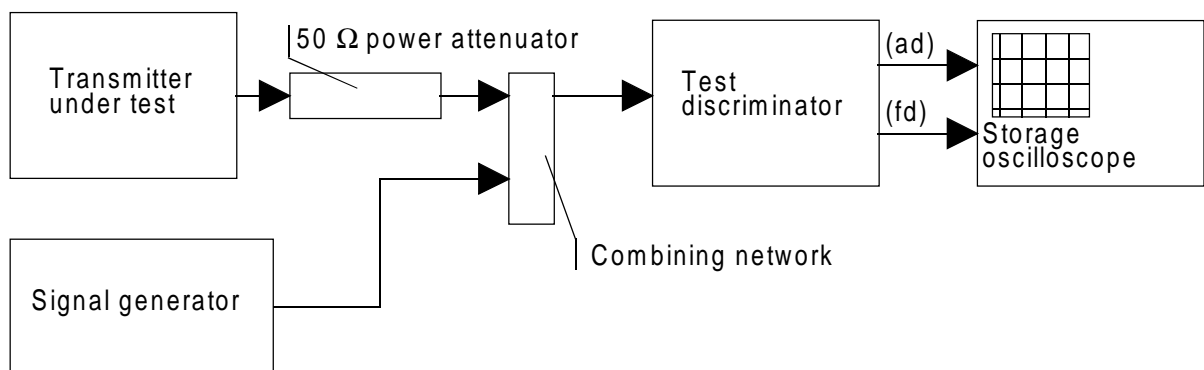 50 Ω power attenuator
Transmitter
under test
Test
discriminator
(ad)
(fd)
Storage
oscilloscope
Combining network
Signal generator